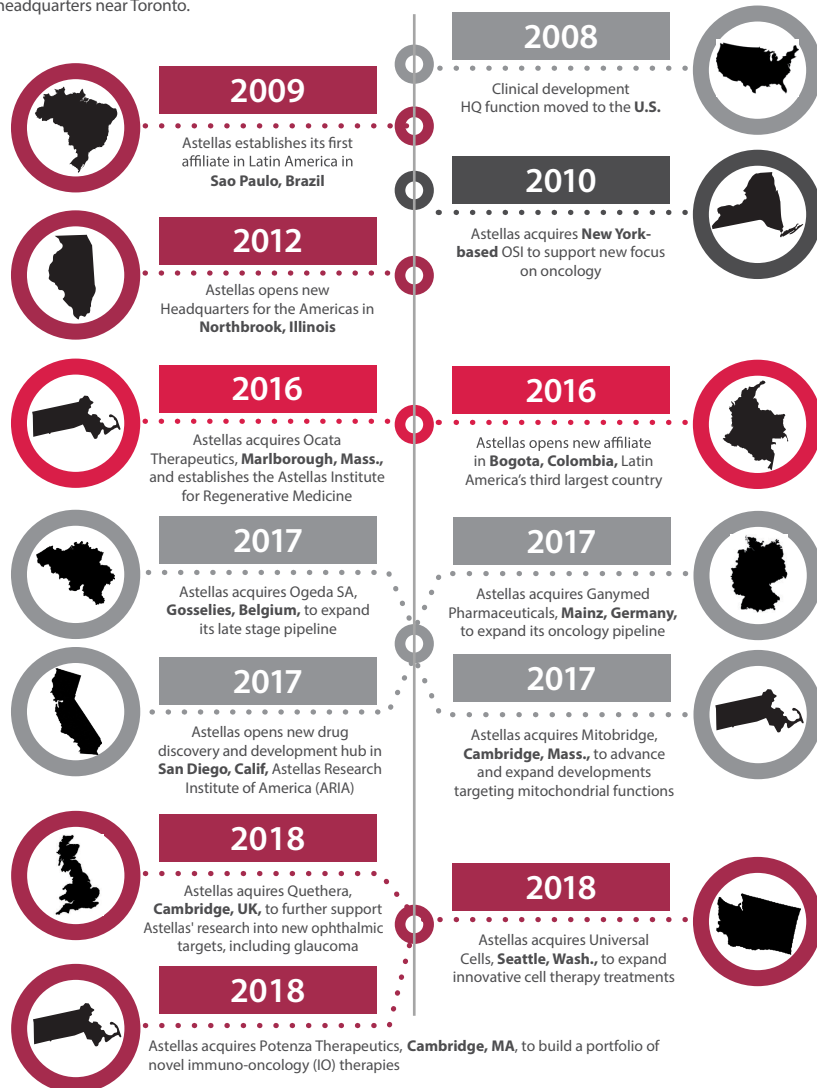 headquarters near Toronto.
2008
Clinical development
HQ function moved to the U.S.
2009
Astellas establishes its first
affiliate in Latin America in
Sao Paulo, Brazil
2010
Astellas acquires New York-
based OSI to support new focus
on oncology
2012
Astellas opens new
Headquarters for the Americas in
Northbrook, Illinois
2016
Astellas acquires Ocata
Therapeutics, Marlborough, Mass.,
and establishes the Astellas Institute
for Regenerative Medicine
2016
Astellas opens new affiliate
in Bogota, Colombia, Latin
America's third largest country
2017
Astellas acquires Ogeda SA,
Gosselies, Belgium, to expand
its late stage pipeline
2017
Astellas acquires Ganymed
Pharmaceuticals, Mainz, Germany,
to expand its oncology pipeline
2017
Astellas opens new drug
discovery and development hub in
San Diego, Calif, Astellas Research
Institute of America (ARIA)
2017
Astellas acquires Mitobridge,
Cambridge, Mass., to advance
and expand developments
targeting mitochondrial functions
2018
Astellas aquires Quethera,
Cambridge, UK, to further support
Astellas' research into new ophthalmic
targets, including glaucoma
2018
Astellas acquires Universal
Cells, Seattle, Wash., to expand
innovative cell therapy treatments
2018
Astellas acquires Potenza Therapeutics, Cambridge, MA, to build a portfolio of
novel immuno-oncology (IO) therapies